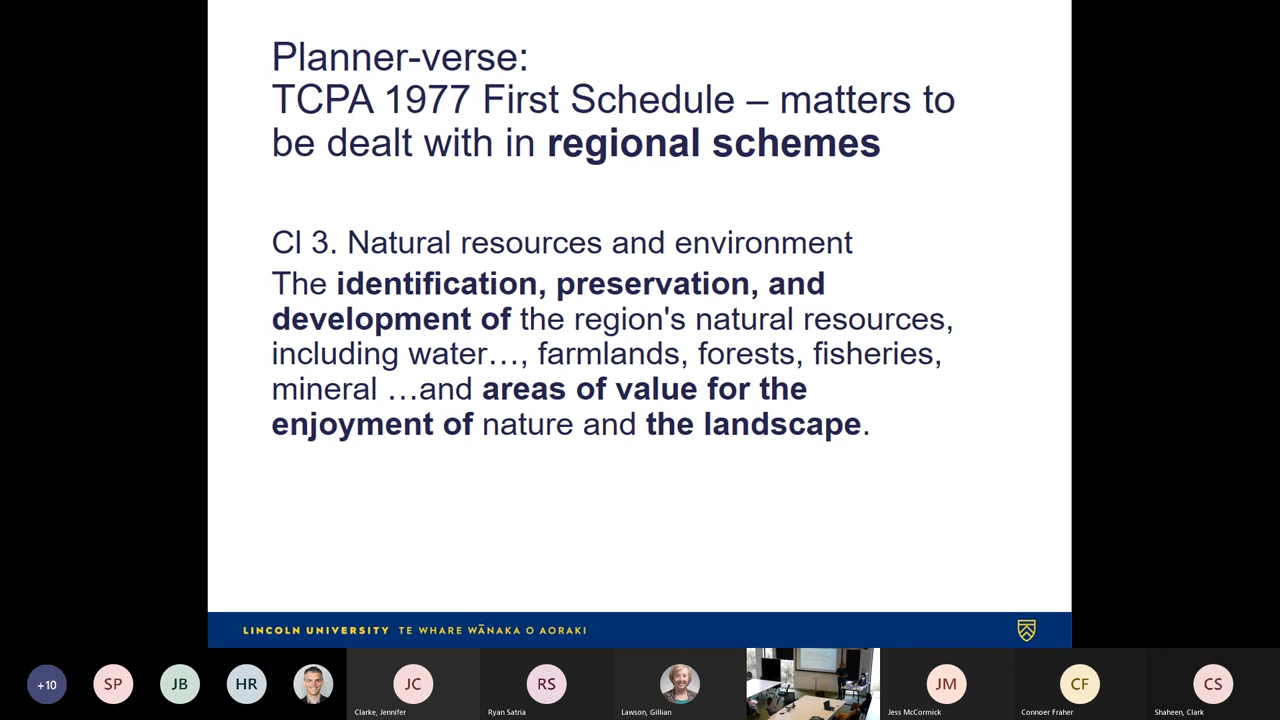 Planner-verse:
TCPA 1977 First Schedule – matters to
be dealt with in regional schemes
Cl 3. Natural resources and environment
The identification, preservation, and
development of the region's natural resources,
including water…, farmlands, forests, fisheries,
mineral …and areas of value for the
enjoyment of nature and the landscape.
LINCOLN UNIVERSITY TE WHARE WĀNAKA O AORAKI
+10
SP
JB
HR
JC
RS
JM
CF
CS
Clarke, Jennifer
Ryan Satria
Lawson, Gillian
Jess McCormick
Connoer Fraher
Shaheen, Clark